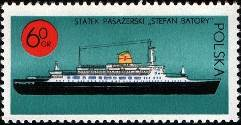 60
GR
STATEK PASAŻERSKI „STEFAN BATORY"
POLSKA